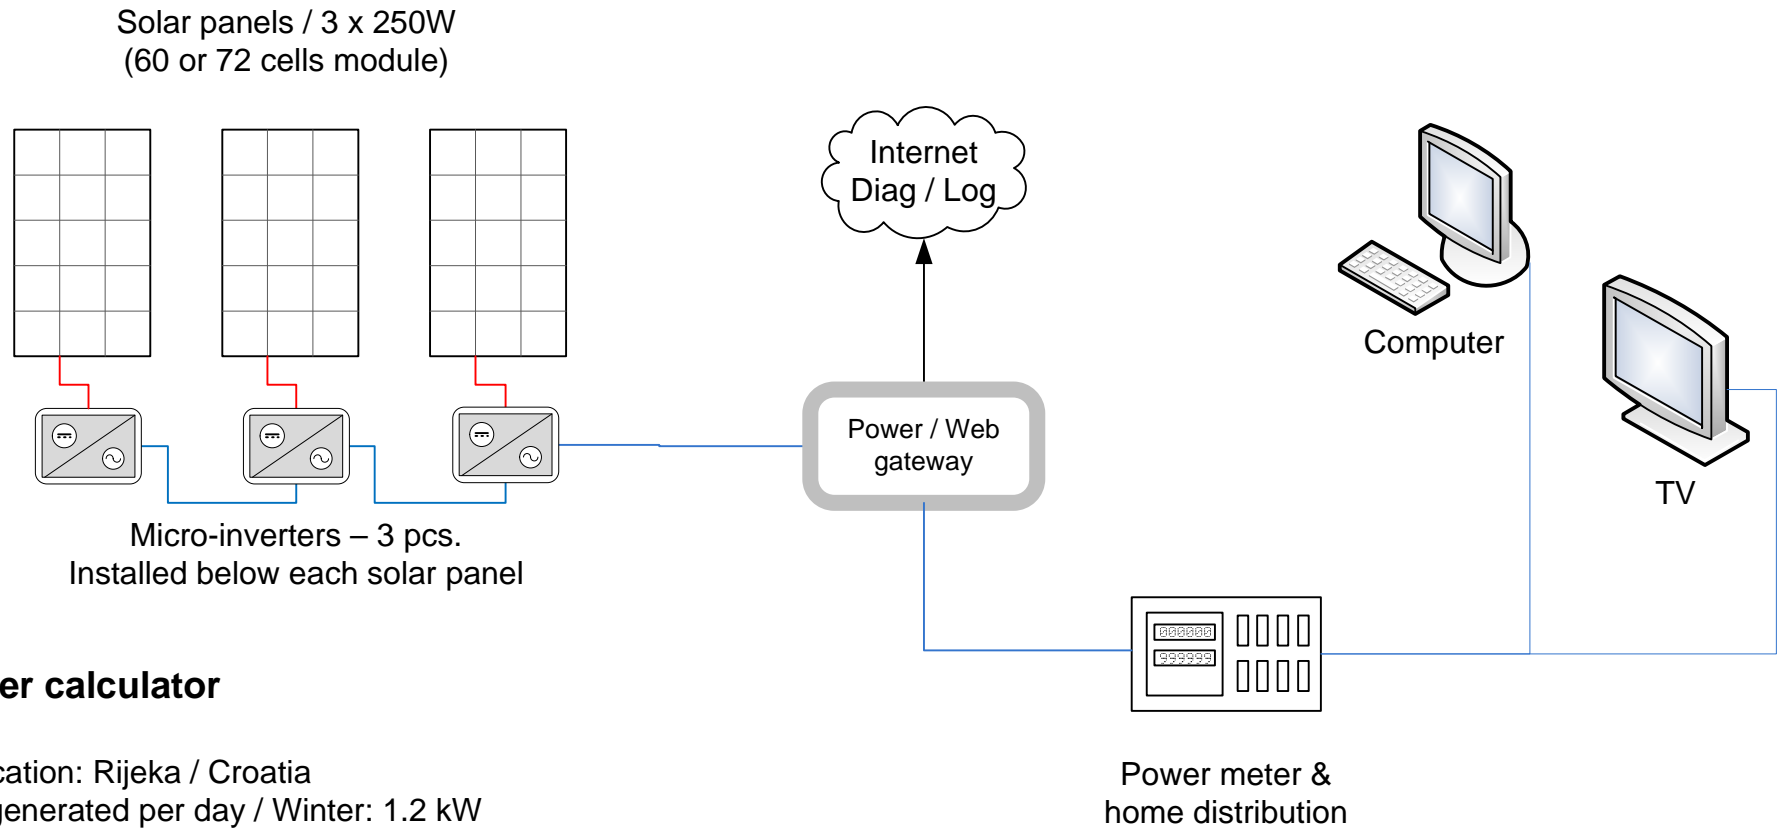 Solar panels / 3 x 250W
(60 or 72 cells module)
Internet
Diag / Log
Computer
Power / Web
gateway
TV
Micro-inverters – 3 pcs.
Installed below each solar panel
000000
999999
er calculator
cation: Rijeka / Croatia
generated per day / Winter: 1.2 kW
Power meter &
home distribution